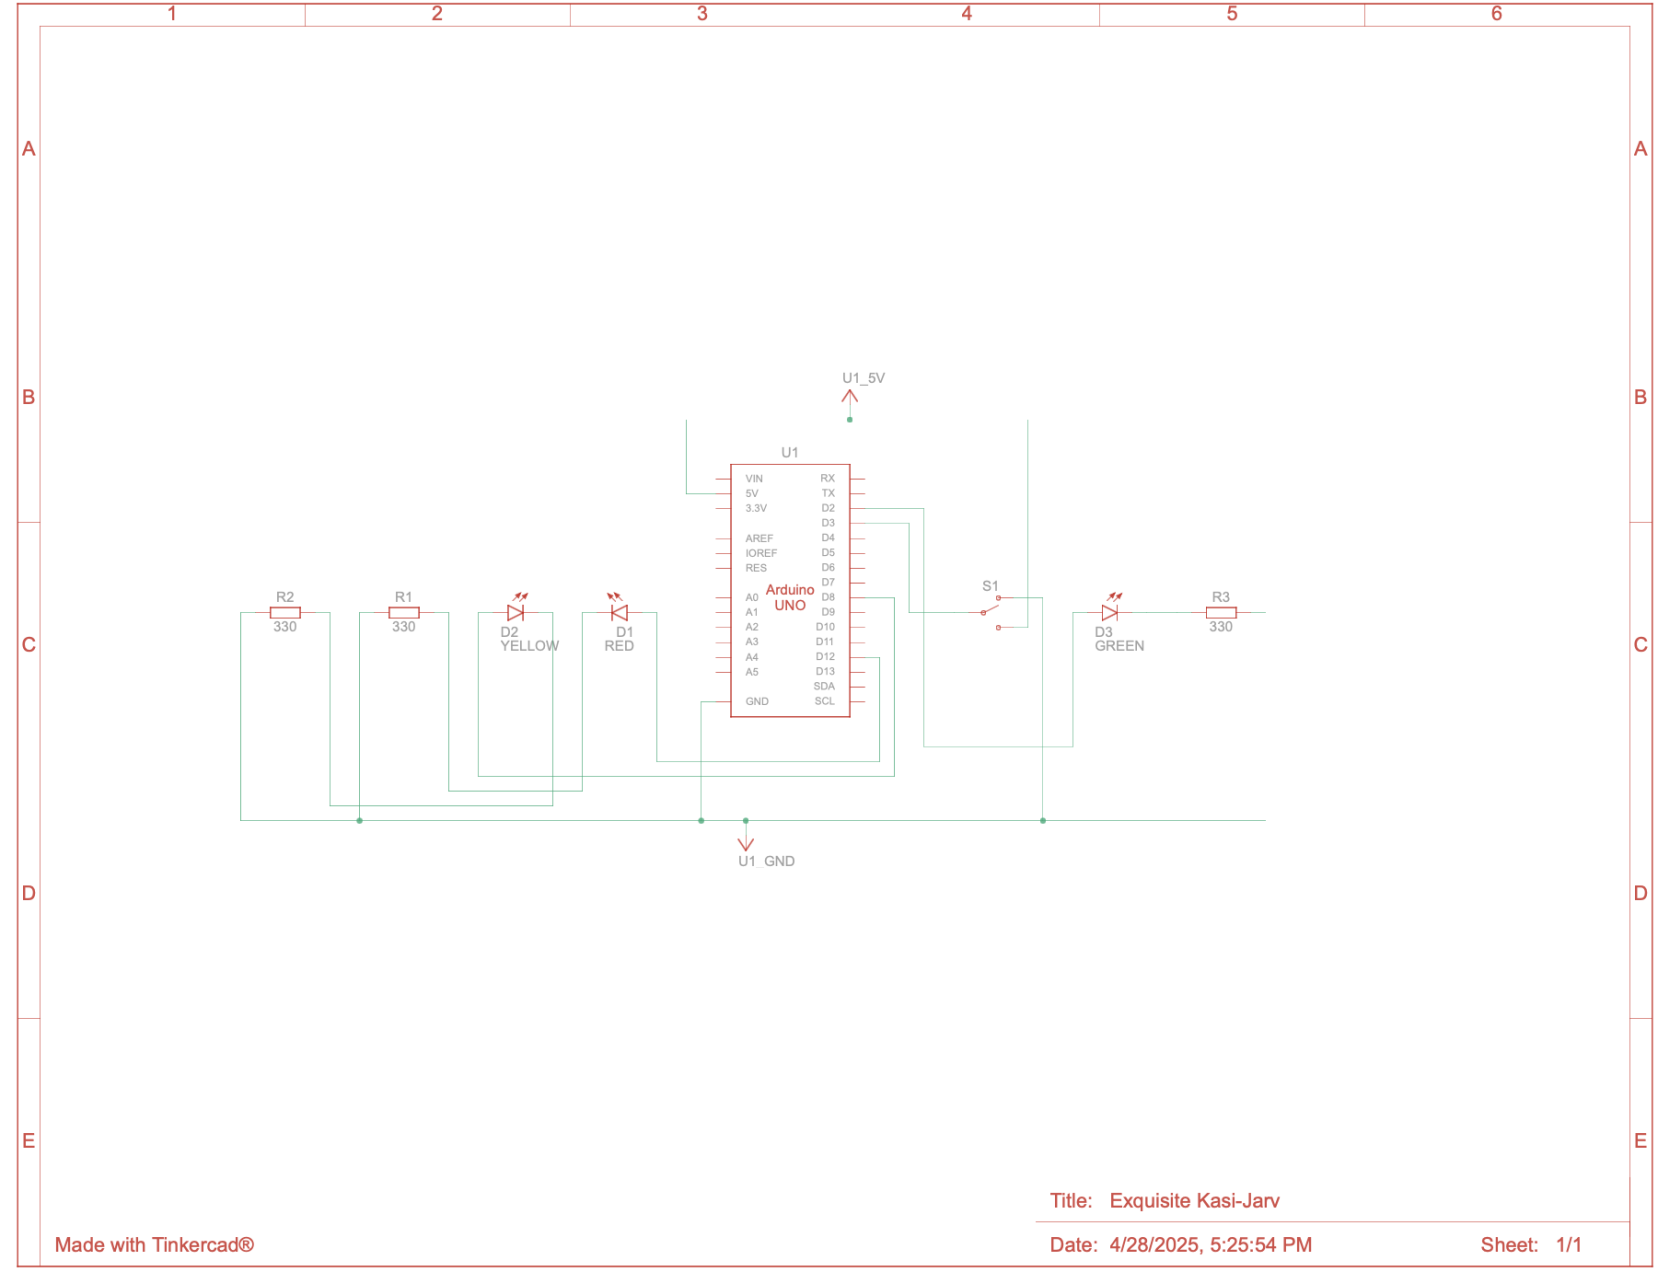 1 2 3 4 5 6
A A
U1_5V
B B
U1
VIN RX
5V TX
3.3V D2
D3
AREF D4
IOREF D5
RES D6
D7
Arduino
UNO
A0 D8
A1 D9
A2 D10
A3 D11
A4 D12
A5 D13
SDA
GND SCL
R2
330
R1
330
D2
YELLOW
D1
RED
S1
D3
GREEN
R3
330
C C
U1_GND
D D
E E
Title: Exquisite Kasi-Jarv
Made with Tinkercad®
Date: 4/28/2025, 5:25:54 PM Sheet: 1/1